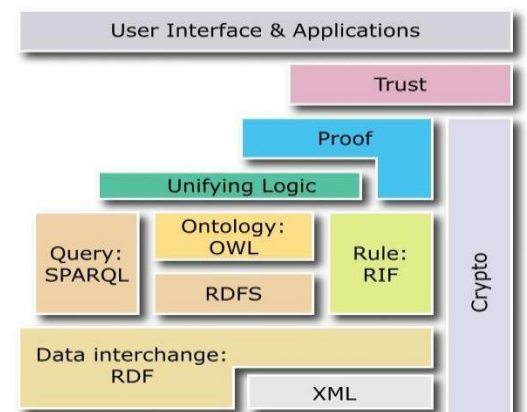 User Interface & Applications
Trust
Proof
Unifying Logic
Query:
SPARQL
Ontology:
OWL
RDFS
Rule:
RIF
Crypto
Data interchange:
RDF
XML